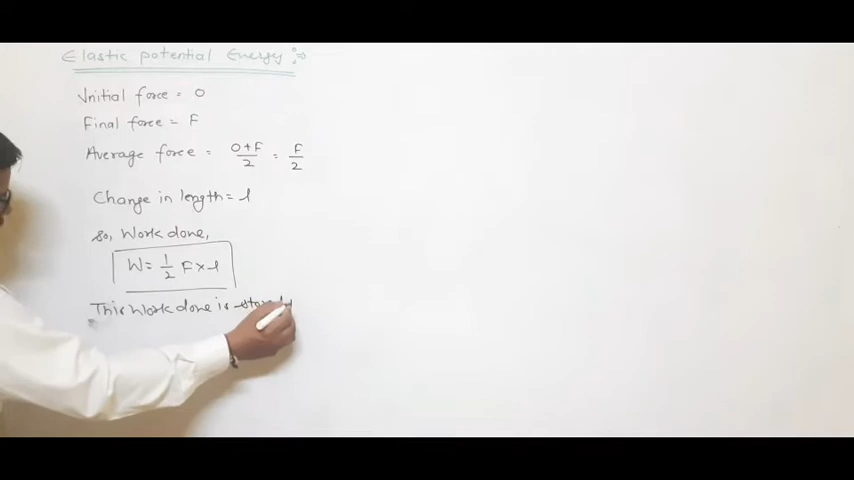 Elastic potential Energy :⇒
Initial force = 0
Final force = F
Average force = 0+F/2 = F/2
Change in length = l
so, Work done,
W = 1/2 F × l
This Work done is